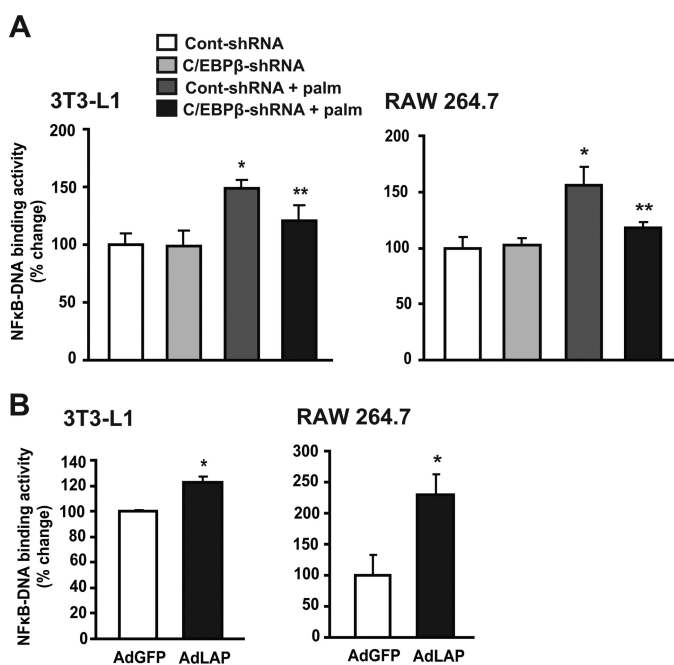 A
Cont-shRNA
C/EBPβ-shRNA
Cont-shRNA + palm
C/EBPβ-shRNA + palm
3T3-L1
NFκB-DNA binding activity
(% change)
200
150
100
50
0
*
**
RAW 264.7
200
150
100
50
0
*
**
B
3T3-L1
NFκB-DNA binding activity
(% change)
140
120
100
80
60
40
20
0
*
AdGFP AdLAP
RAW 264.7
300
250
200
150
100
50
0
*
AdGFP AdLAP